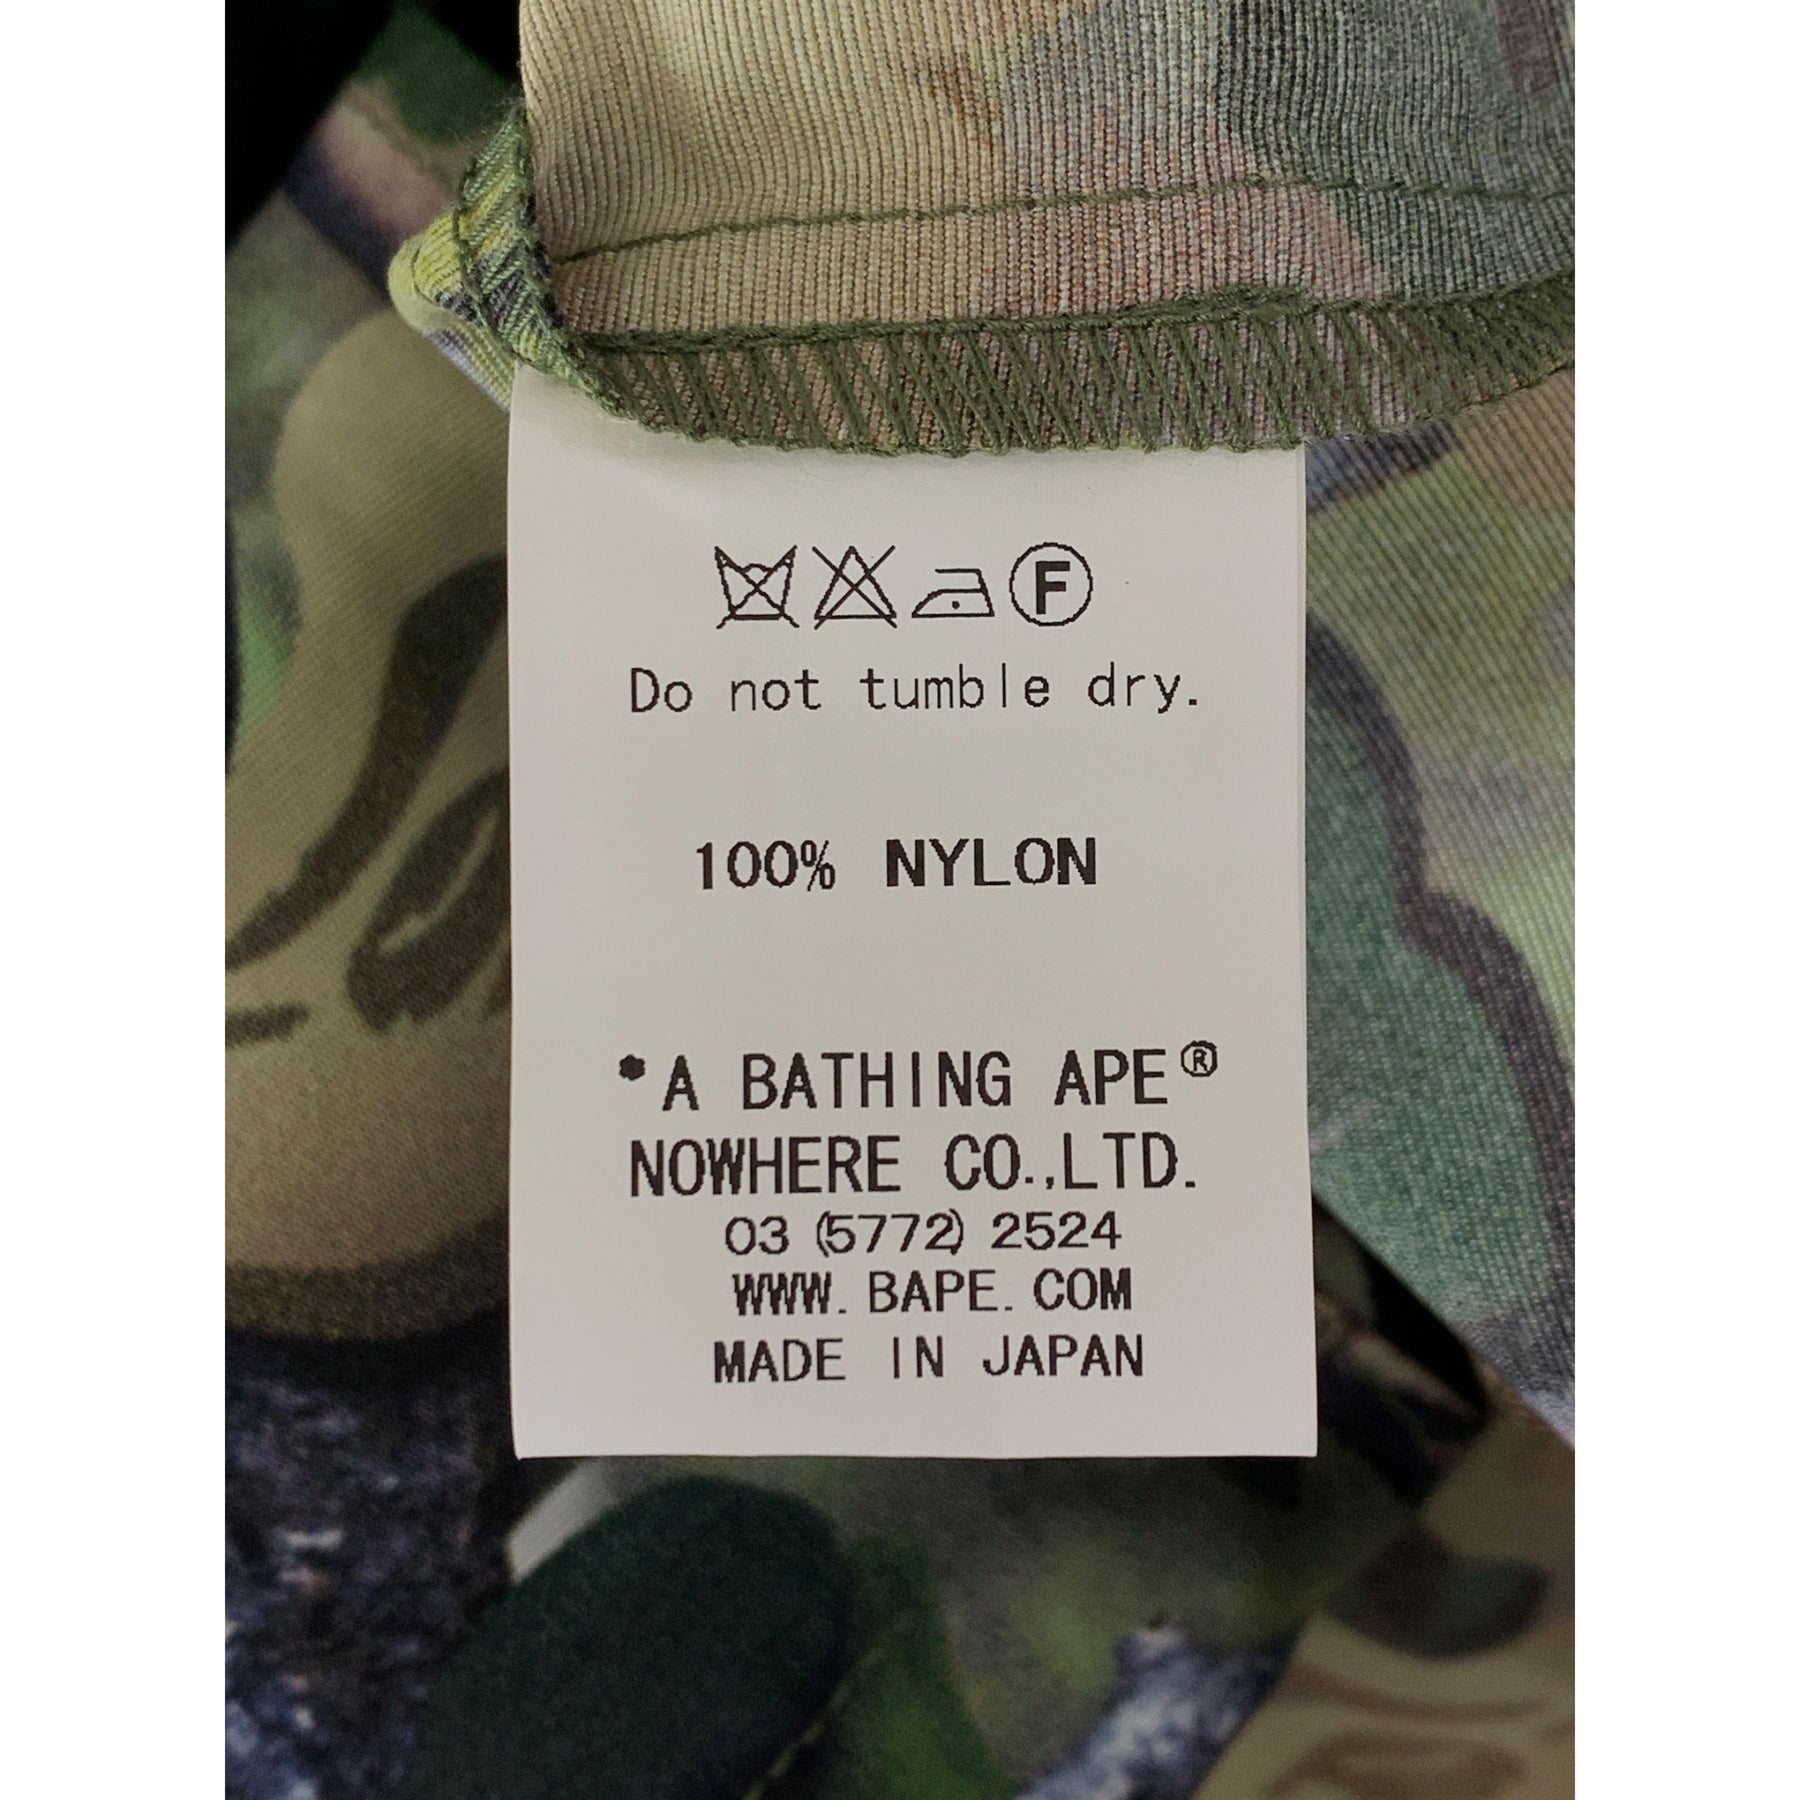 F
Do not tumble dry.
100% NYLON
*A BATHING APE®
NOWHERE CO.,LTD.
03 (5772) 2524
WWW. BAPE. COM
MADE IN JAPAN